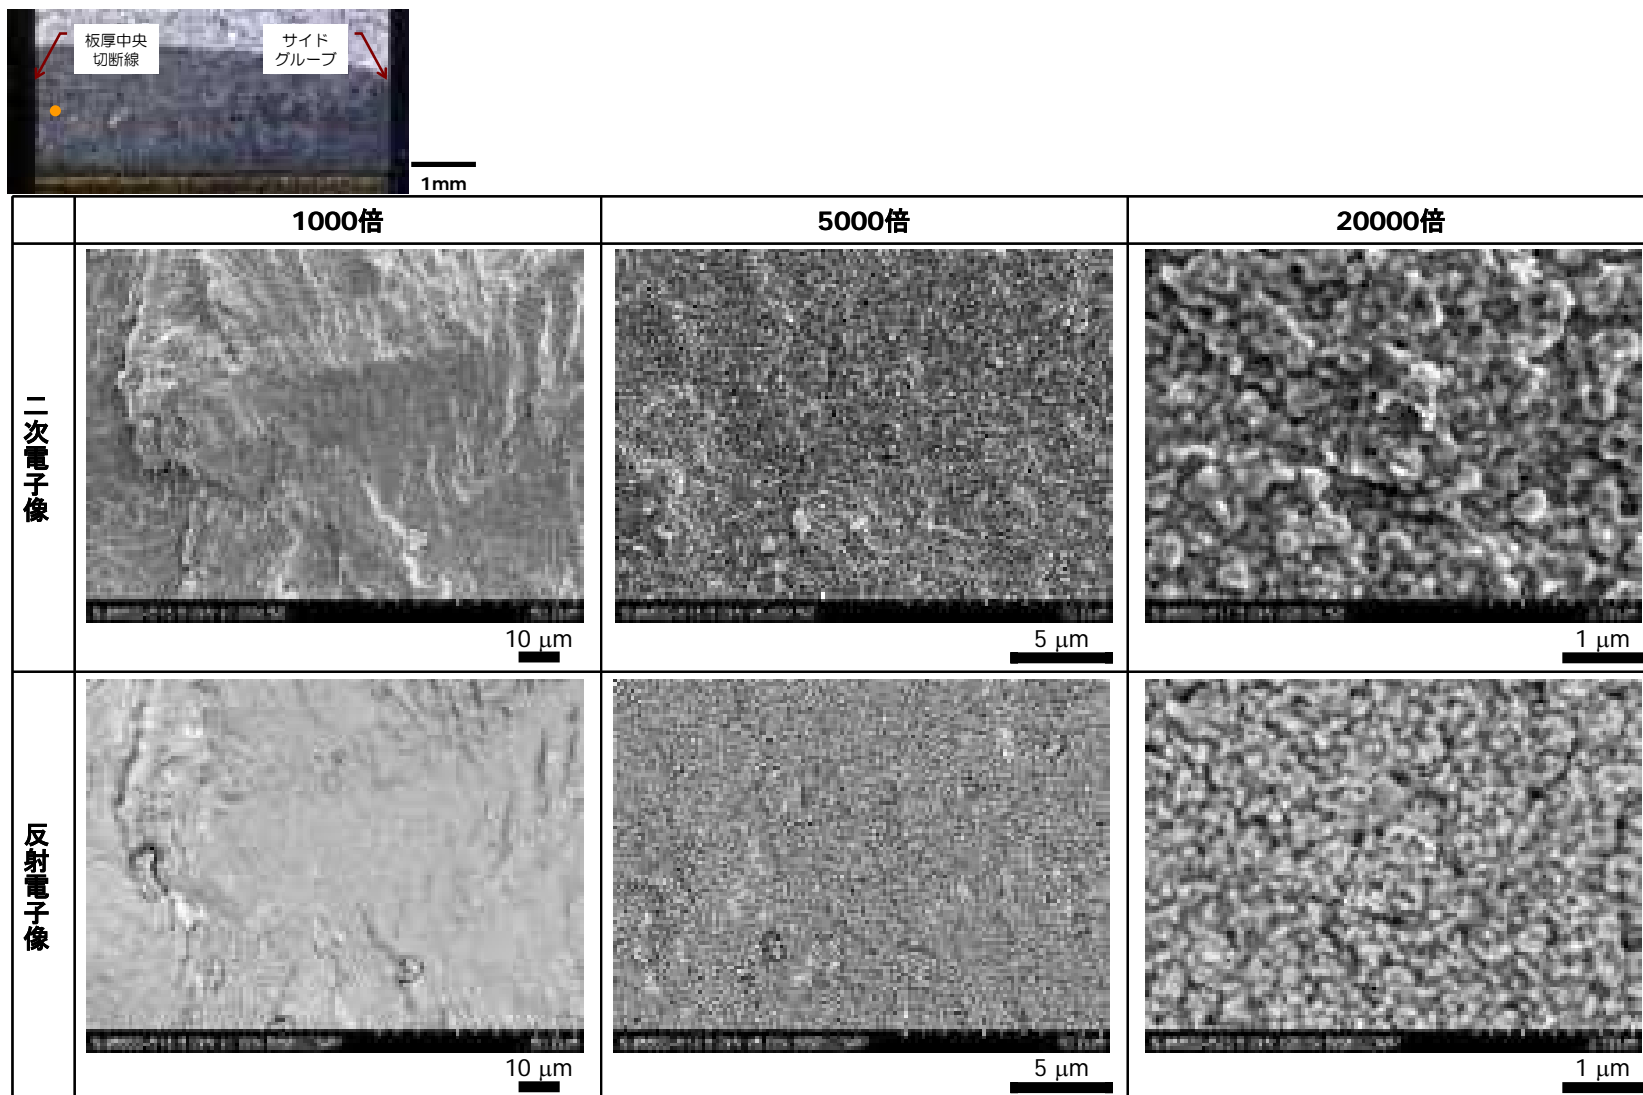 板厚中央
切断線
サイド
グルーブ
1mm
1000倍
5000倍
20000倍
二次電子像
10 μm
5 μm
1 μm
反射電子像
10 μm
5 μm
1 μm